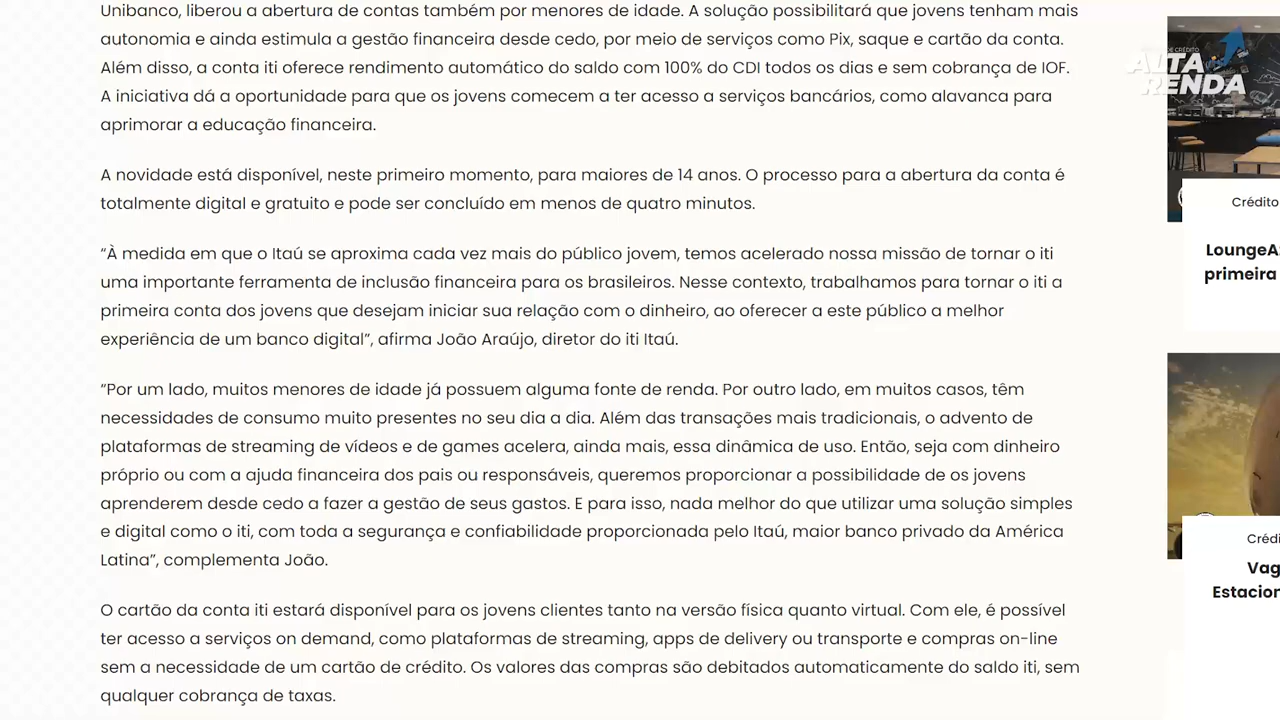 Unibanco, liberou a abertura de contas também por menores de idade. A solução possibilitará que jovens tenham mais
autonomia e ainda estimula a gestão financeira desde cedo, por meio de serviços como Pix, saque e cartão da conta.
Além disso, a conta iti oferece rendimento automático do saldo com 100% do CDI todos os dias e sem cobrança de IOF.
A iniciativa dá a oportunidade para que os jovens comecem a ter acesso a serviços bancários, como alavanca para
aprimorar a educação financeira.
A novidade está disponível, neste primeiro momento, para maiores de 14 anos. O processo para a abertura da conta é
totalmente digital e gratuito e pode ser concluído em menos de quatro minutos.
“À medida em que o Itaú se aproxima cada vez mais do público jovem, temos acelerado nossa missão de tornar o iti
uma importante ferramenta de inclusão financeira para os brasileiros. Nesse contexto, trabalhamos para tornar o iti a
primeira conta dos jovens que desejam iniciar sua relação com o dinheiro, ao oferecer a este público a melhor
experiência de um banco digital”, afirma João Araújo, diretor do iti Itaú.
“Por um lado, muitos menores de idade já possuem alguma fonte de renda. Por outro lado, em muitos casos, têm
necessidades de consumo muito presentes no seu dia a dia. Além das transações mais tradicionais, o advento de
plataformas de streaming de vídeos e de games acelera, ainda mais, essa dinâmica de uso. Então, seja com dinheiro
próprio ou com a ajuda financeira dos pais ou responsáveis, queremos proporcionar a possibilidade de os jovens
aprenderem desde cedo a fazer a gestão de seus gastos. E para isso, nada melhor do que utilizar uma solução simples
e digital como o iti, com toda a segurança e confiabilidade proporcionada pelo Itaú, maior banco privado da América
Latina”, complementa João.
O cartão da conta iti estará disponível para os jovens clientes tanto na versão física quanto virtual. Com ele, é possível
ter acesso a serviços on demand, como plataformas de streaming, apps de delivery ou transporte e compras on-line
sem a necessidade de um cartão de crédito. Os valores das compras são debitados automaticamente do saldo iti, sem
qualquer cobrança de taxas.
DE CRÉDITO
ALTA
RENDA
Crédito
LoungeA
primeira
Crédi
Vag
Estacion